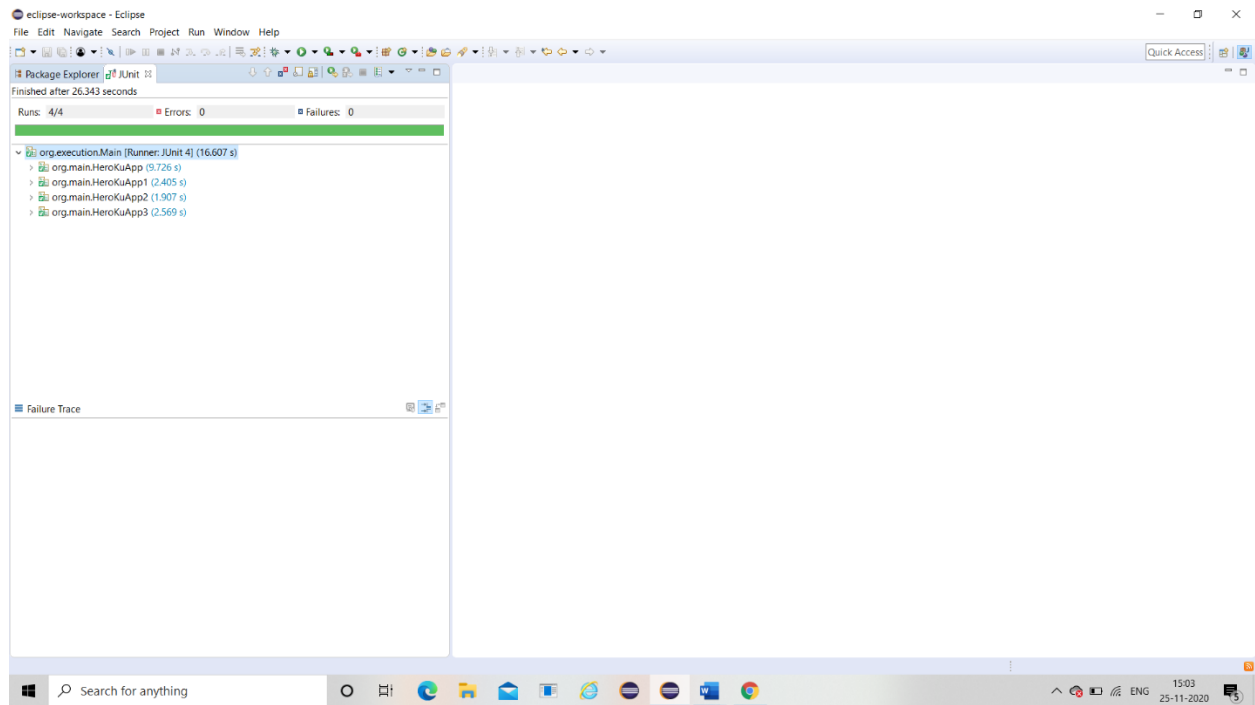 eclipse-workspace - Eclipse
File Edit Navigate Search Project Run Window Help
Quick Access
Package Explorer JUnit
Finished after 26.343 seconds
Runs: 4/4 Errors: 0 Failures: 0
org.execution.Main [Runner: JUnit 4] (16.607 s)
org.main.HeroKuApp (9.726 s)
org.main.HeroKuApp1 (2.405 s)
org.main.HeroKuApp2 (1.907 s)
org.main.HeroKuApp3 (2.569 s)
Failure Trace
Search for anything
ENG
15:03
25-11-2020
5